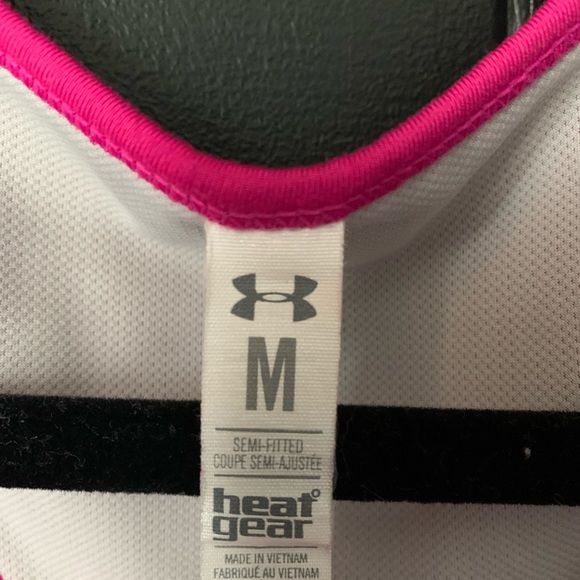 M
SEMI-FITTED
COUPE SEMI-AJUSTÉE
heat
gear
MADE IN VIETNAM
FABRIQUÉ AU VIETNAM